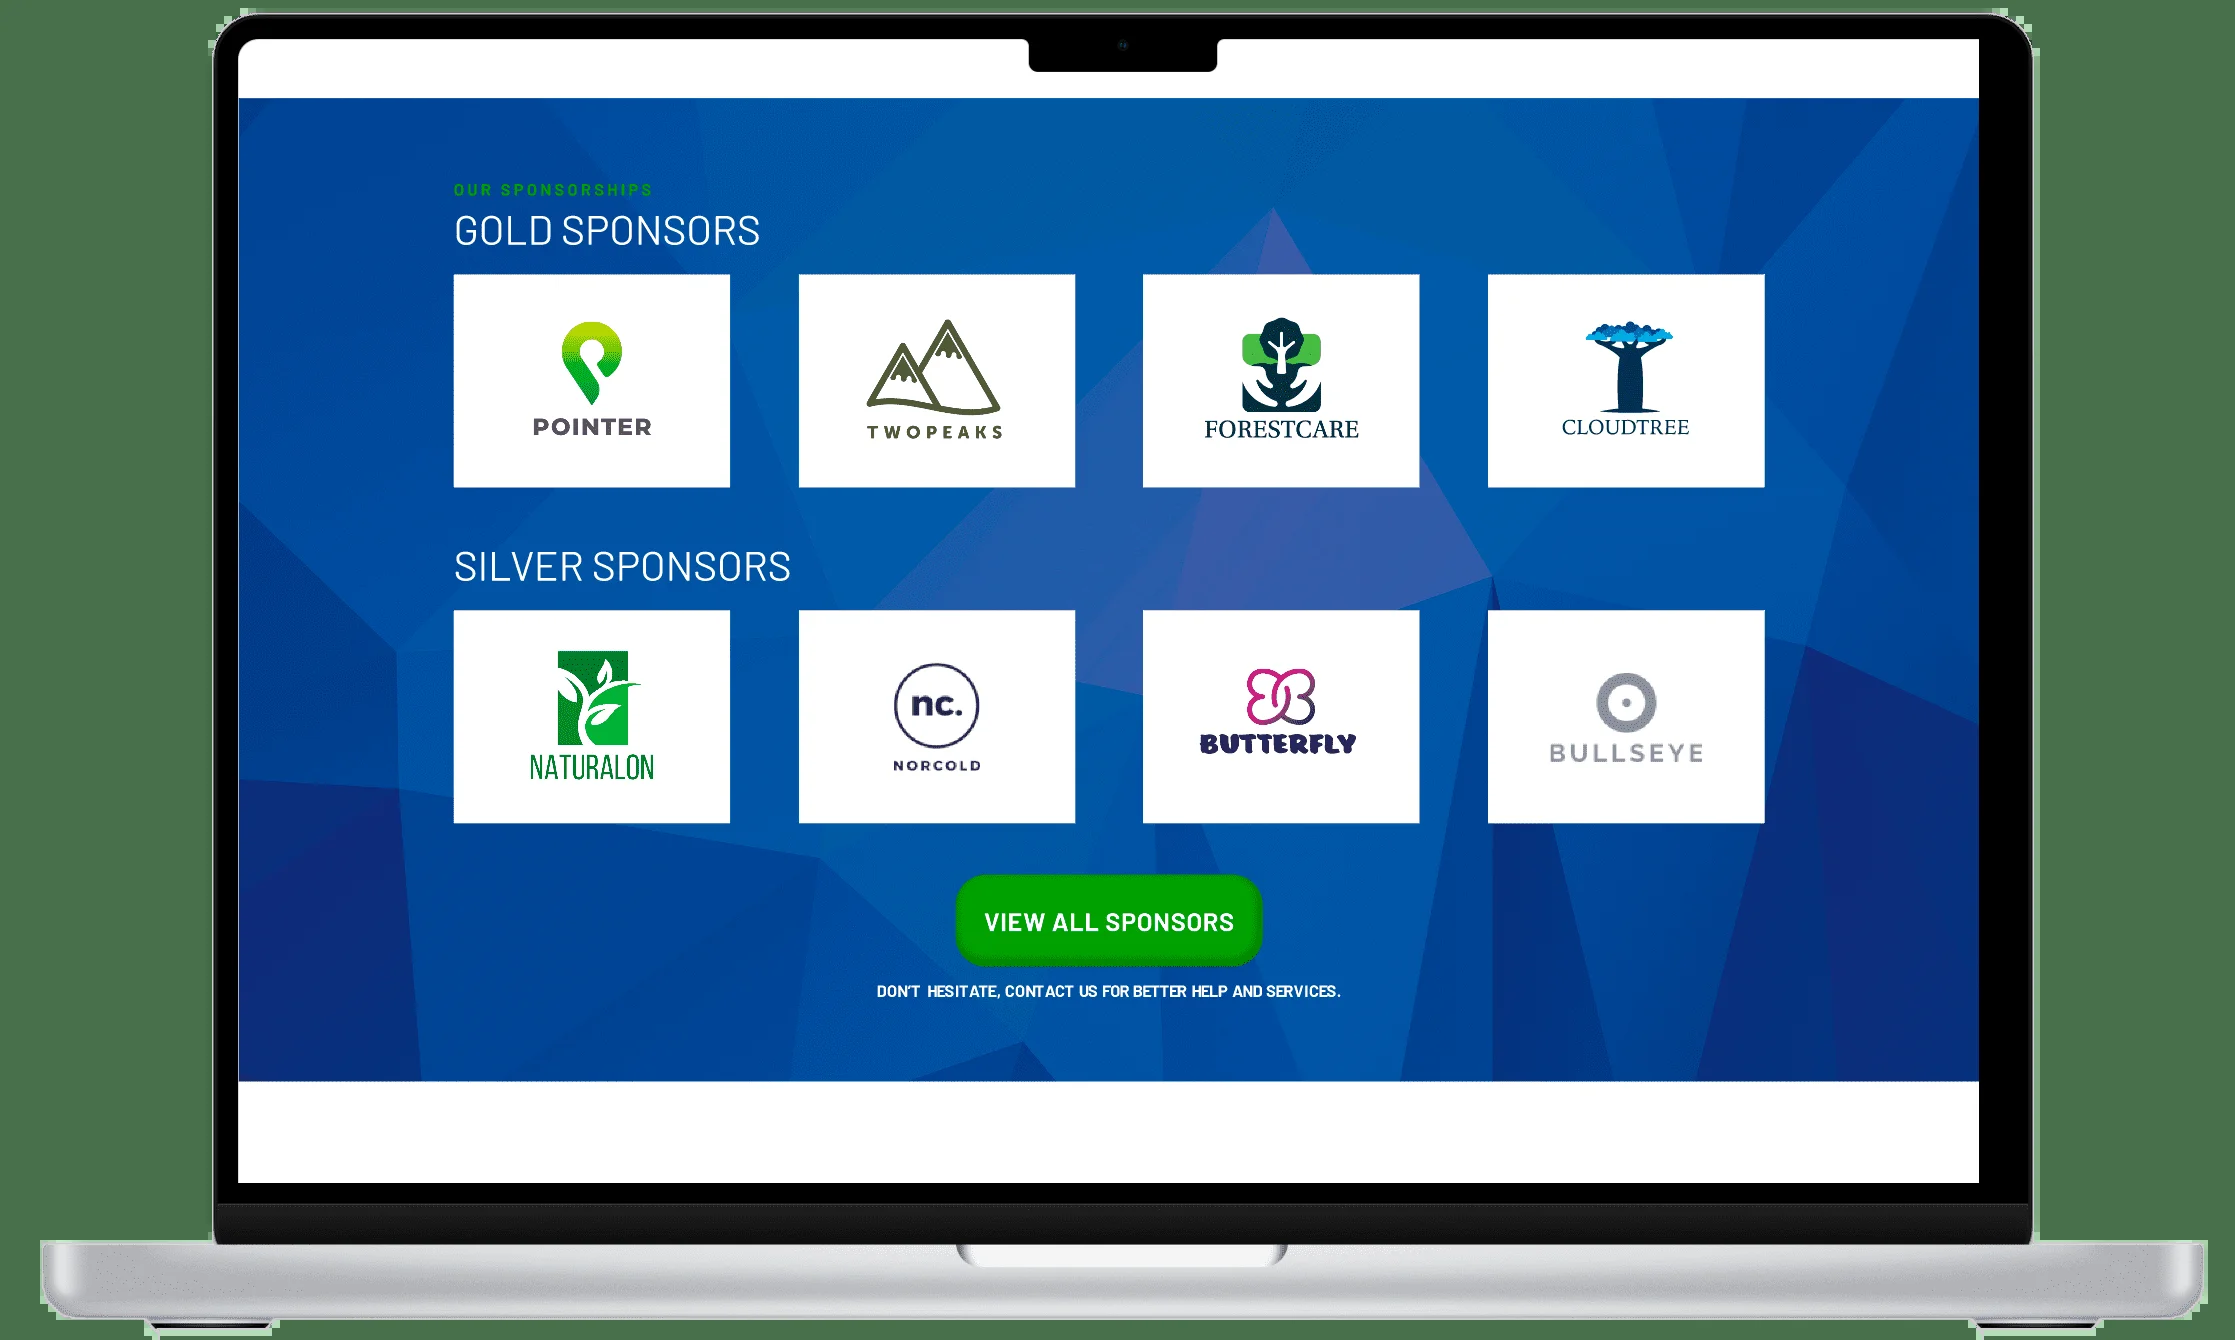 OUR SPONSORSHIPS
GOLD SPONSORS
POINTER
TWOPEAKS
FORESTCARE
CLOUDTREE
SILVER SPONSORS
NATURALON
nc.
NORCOLD
BUTTERFLY
BULLSEYE
VIEW ALL SPONSORS
DON'T HESITATE, CONTACT US FOR BETTER HELP AND SERVICES.